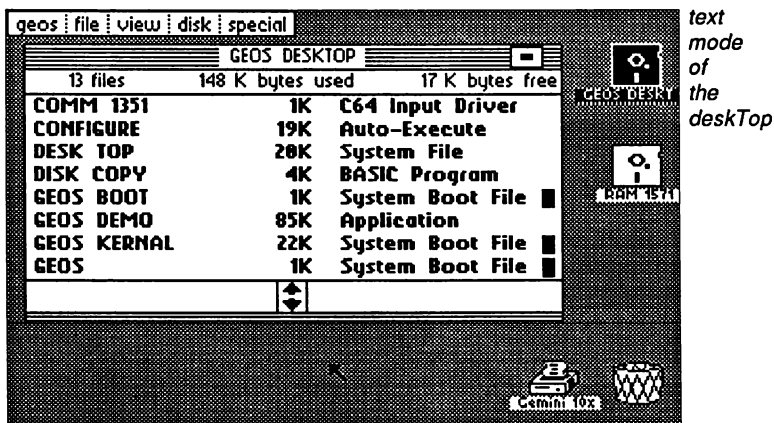 geos file view disk special
GEOS DESKTOP
13 files 148 K bytes used 17 K bytes free
COMM 1351 1K C64 Input Driver
CONFIGURE 19K Auto-Execute
DESK TOP 28K System File
DISK COPY 4K BASIC Program
GEOS BOOT 1K System Boot File
GEOS DEMO 85K Application
GEOS KERNAL 22K System Boot File
GEOS 1K System Boot File
GEOS DESKT
RAM 1571
Gemini 10x
text
mode
of
the
deskTop